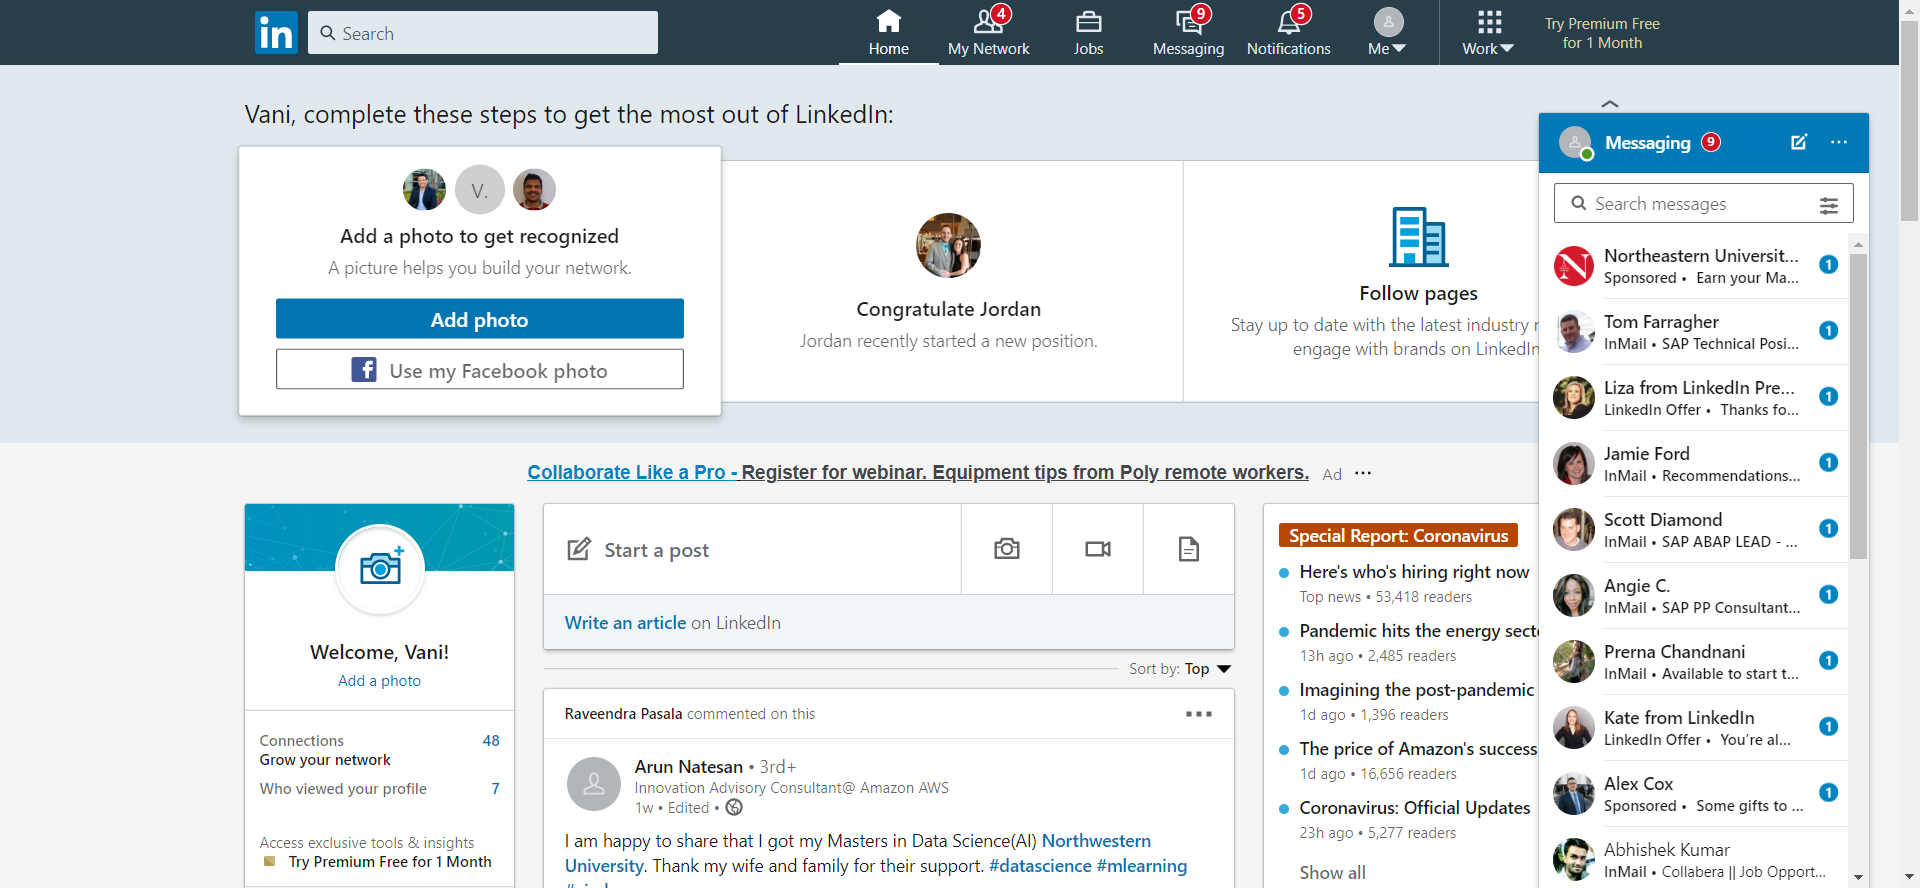 in
Search
4
9
5
Home
My Network
Jobs
Messaging
Notifications
Me
Work
Try Premium Free
for 1 Month
Vani, complete these steps to get the most out of LinkedIn:
V.
Add a photo to get recognized
A picture helps you build your network.
Add photo
f Use my Facebook photo
Congratulate Jordan
Jordan recently started a new position.
Follow pages
Stay up to date with the latest industry
engage with brands on LinkedIn
Collaborate Like a Pro - Register for webinar. Equipment tips from Poly remote workers. Ad ...
Welcome, Vani!
Add a photo
Connections 48
Grow your network
Who viewed your profile 7
Access exclusive tools & insights
Try Premium Free for 1 Month
Start a post
Write an article on LinkedIn
Sort by: Top
Raveendra Pasala commented on this
Arun Natesan • 3rd+
Innovation Advisory Consultant@ Amazon AWS
1w • Edited •
I am happy to share that I got my Masters in Data Science(AI) Northwestern
University. Thank my wife and family for their support. #datascience #mlearning
Special Report: Coronavirus
Here's who's hiring right now
Top news • 53,418 readers
Pandemic hits the energy sect
13h ago • 2,485 readers
Imagining the post-pandemic
1d ago • 1,396 readers
The price of Amazon's success
1d ago • 16,656 readers
Coronavirus: Official Updates
23h ago • 5,277 readers
Show all
Messaging 9
Search messages
N Northeastern Universit... 1
Sponsored • Earn your Ma...
Tom Farragher 1
InMail • SAP Technical Posi...
Liza from LinkedIn Pre... 1
LinkedIn Offer • Thanks fo...
Jamie Ford 1
InMail • Recommendations...
Scott Diamond 1
InMail • SAP ABAP LEAD - ...
Angie C. 1
InMail • SAP PP Consultant...
Prerna Chandnani 1
InMail • Available to start t...
Kate from LinkedIn 1
LinkedIn Offer • You're al...
Alex Cox 1
Sponsored • Some gifts to ...
Abhishek Kumar
InMail • Collabera || Job Opport...